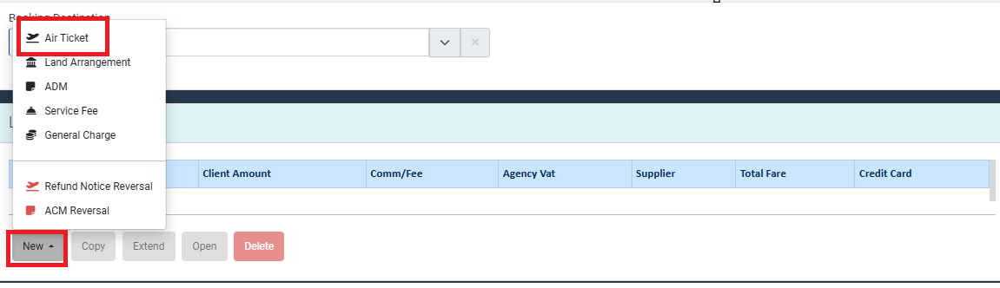 Booking Destination
Air Ticket
Land Arrangement
ADM
Service Fee
General Charge
Client Amount Comm/Fee Agency Vat Supplier Total Fare Credit Card
Refund Notice Reversal
ACM Reversal
New Copy Extend Open Delete